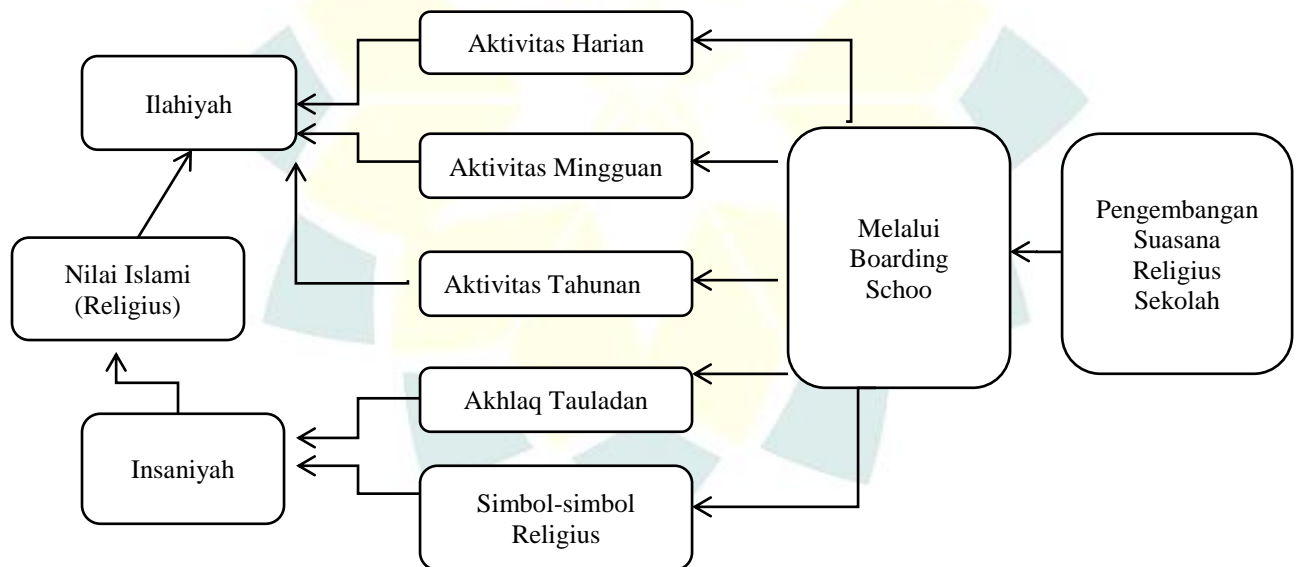 Aktivitas Harian
Ilahiyah
Aktivitas Mingguan
Melalui
Boarding
Schoo
Pengembangan
Suasana
Religius
Sekolah
Nilai Islami
(Religius)
Aktivitas Tahunan
Akhlaq Tauladan
Insaniyah
Simbol-simbol
Religius